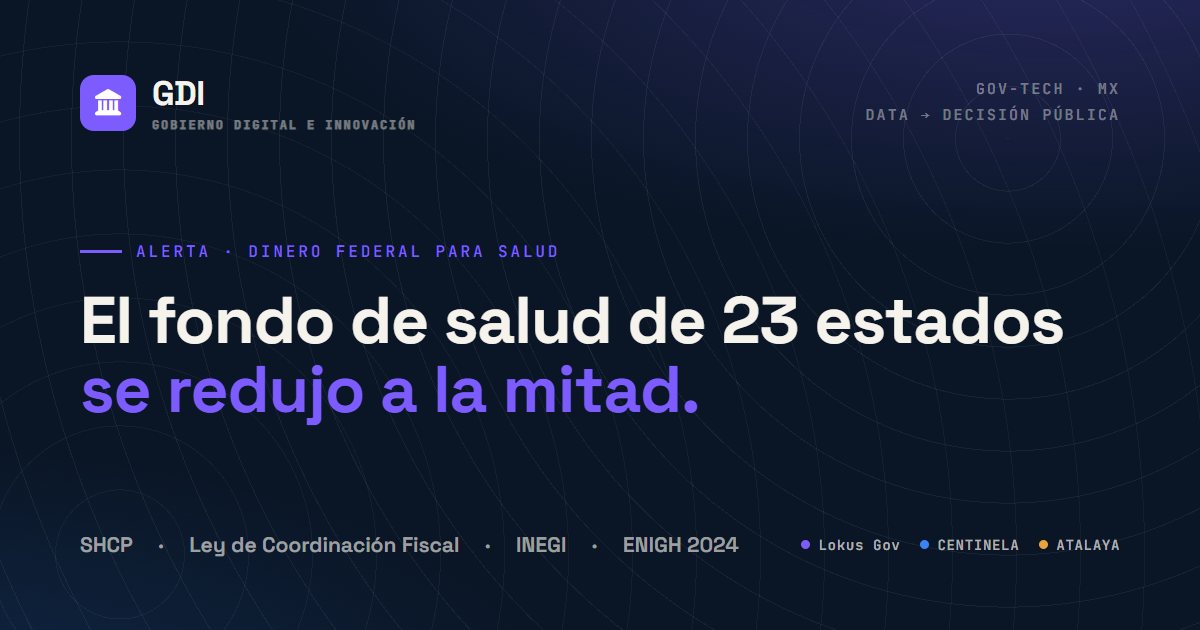 GDI
GOBIERNO DIGITAL E INNOVACIÓN
GOV-TECH · MX
DATA → DECISIÓN PÚBLICA
ALERTA · DINERO FEDERAL PARA SALUD
El fondo de salud de 23 estados
se redujo a la mitad.
SHCP · Ley de Coordinación Fiscal · INEGI · ENIGH 2024
Lokus Gov CENTINELA ATALAYA